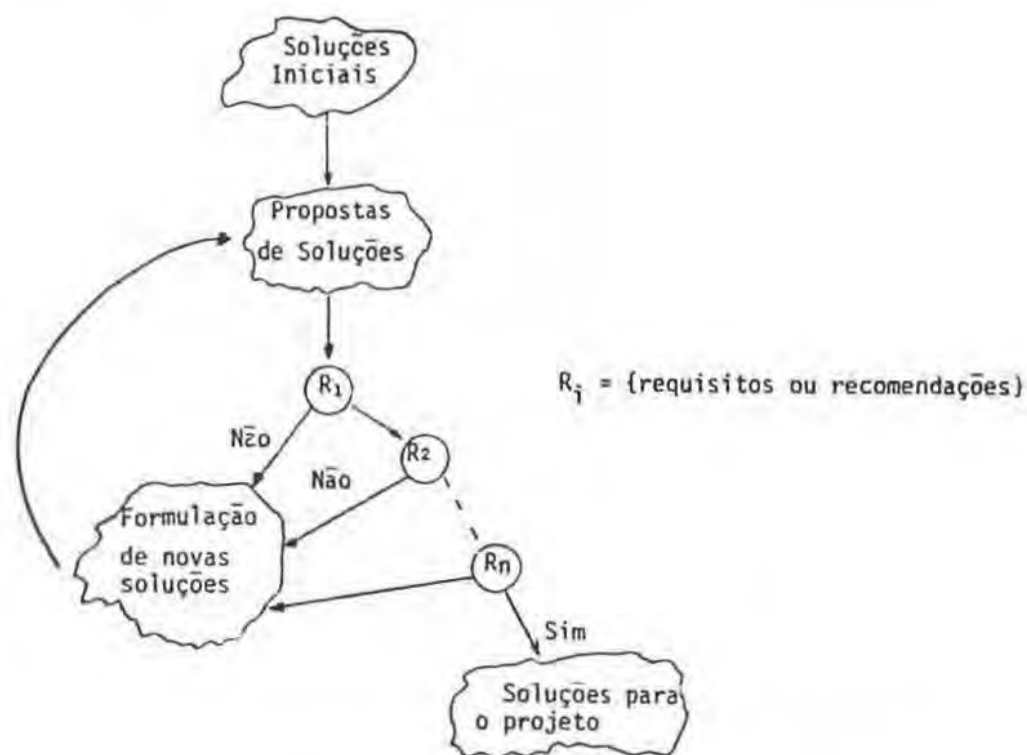 Soluções
Iniciais
Propostas
de Soluções
R1
Ri = {requisitos ou recomendações}
Não
R2
Não
Formulação
de novas
soluções
Rn
Sim
Soluções para
o projeto